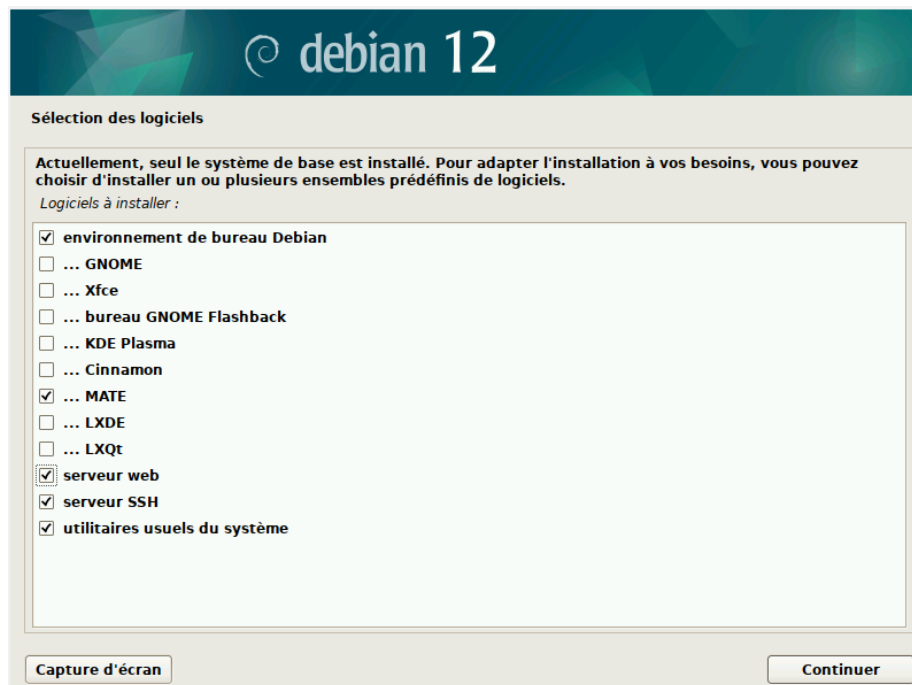 debian 12
Sélection des logiciels
Actuellement, seul le système de base est installé. Pour adapter l'installation à vos besoins, vous pouvez
choisir d'installer un ou plusieurs ensembles prédéfinis de logiciels.
Logiciels à installer :
environnement de bureau Debian
... GNOME
... Xfce
... bureau GNOME Flashback
... KDE Plasma
... Cinnamon
... MATE
... LXDE
... LXQt
serveur web
serveur SSH
utilitaires usuels du système
Capture d'écran
Continuer